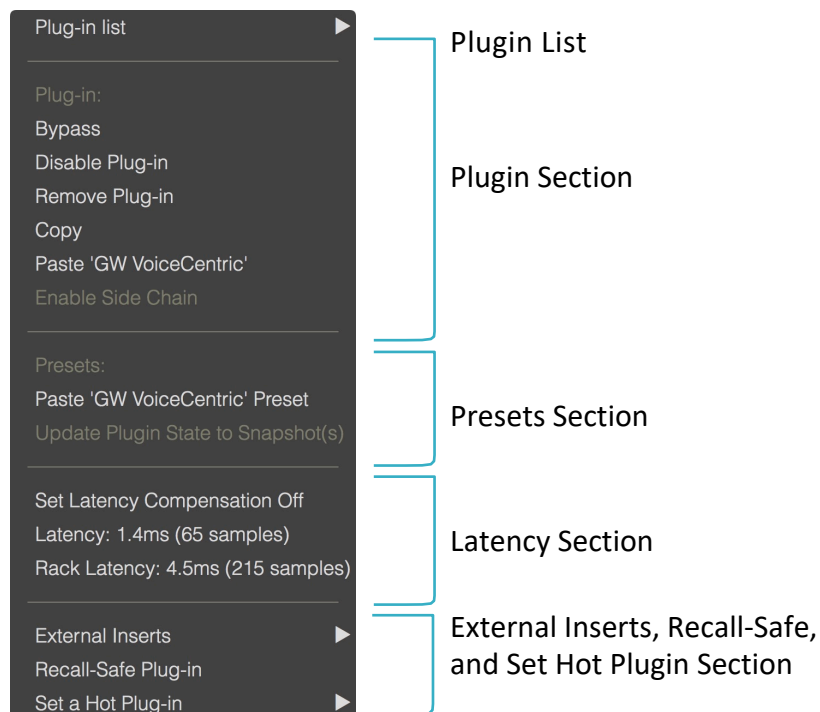 Plug-in list ▶
Plugin List
Plug-in:
Bypass
Disable Plug-in
Remove Plug-in
Copy
Paste 'GW VoiceCentric'
Enable Side Chain
Plugin Section
Presets:
Paste 'GW VoiceCentric' Preset
Update Plugin State to Snapshot(s)
Presets Section
Set Latency Compensation Off
Latency: 1.4ms (65 samples)
Rack Latency: 4.5ms (215 samples)
Latency Section
External Inserts ▶
Recall-Safe Plug-in
Set a Hot Plug-in ▶
External Inserts, Recall-Safe,
and Set Hot Plugin Section